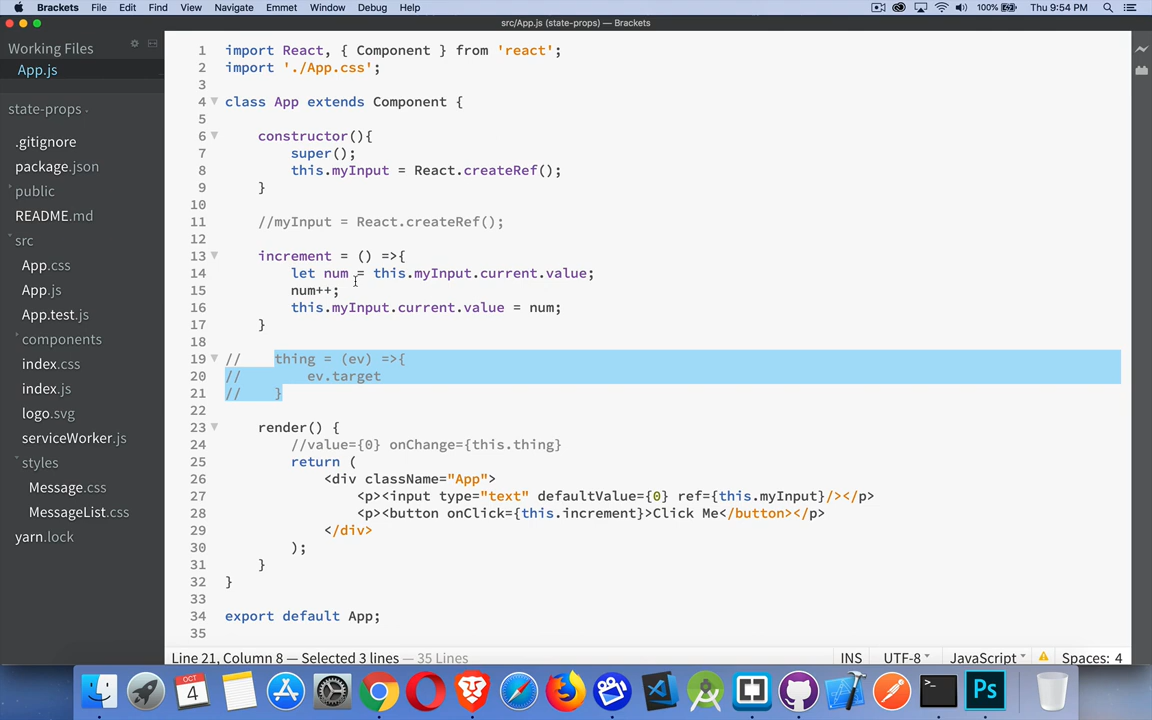 Brackets File Edit Find View Navigate Emmet Window Debug Help 100% Thu 9:54 PM
src/App.js (state-props) — Brackets
Working Files
App.js
state-props
.gitignore
package.json
public
README.md
src
App.css
App.js
App.test.js
components
index.css
index.js
logo.svg
serviceWorker.js
styles
Message.css
MessageList.css
yarn.lock
1 import React, { Component } from 'react';
2 import './App.css';
3
4 class App extends Component {
5
6 constructor(){
7 super();
8 this.myInput = React.createRef();
9 }
10
11 //myInput = React.createRef();
12
13 increment = () =>{
14 let num = this.myInput.current.value;
15 num++;
16 this.myInput.current.value = num;
17 }
18
19 // thing = (ev) =>{
20 // ev.target
21 // }
22
23 render() {
24 //value={0} onChange={this.thing}
25 return (
26 <div className="App">
27 <p><input type="text" defaultValue={0} ref={this.myInput}/></p>
28 <p><button onClick={this.increment}>Click Me</button></p>
29 </div>
30 );
31 }
32 }
33
34 export default App;
35
Line 21, Column 8 — Selected 3 lines — 35 Lines INS UTF-8 JavaScript Spaces: 4
OCT
4
>_
Ps